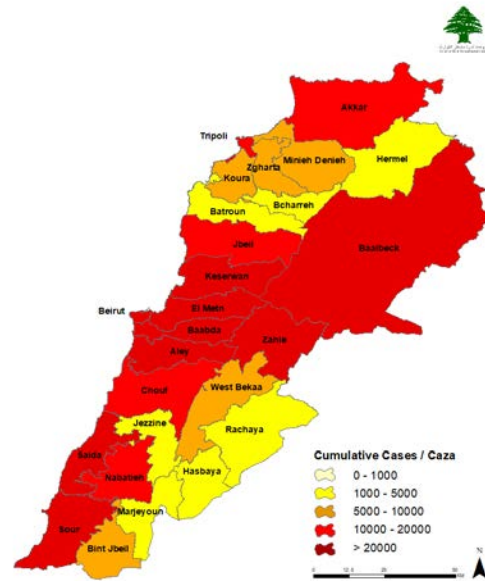 Akkar
Tripoli
Hermel
Minieh Denieh
Zgharta
Koura
Bcharreh
Batroun
Baalbeck
Jbeil
Keserwan
El Metn
Beirut
Baabda
Zahle
Aley
Chouf
West Bekaa
Jezzine
Rachaya
Saida
Hasbaya
Nabatieh
Marjeyoun
Sour
Bint Jbeil
Cumulative Cases / Caza
0 - 1000
1000 - 5000
5000 - 10000
10000 - 20000
> 20000
N